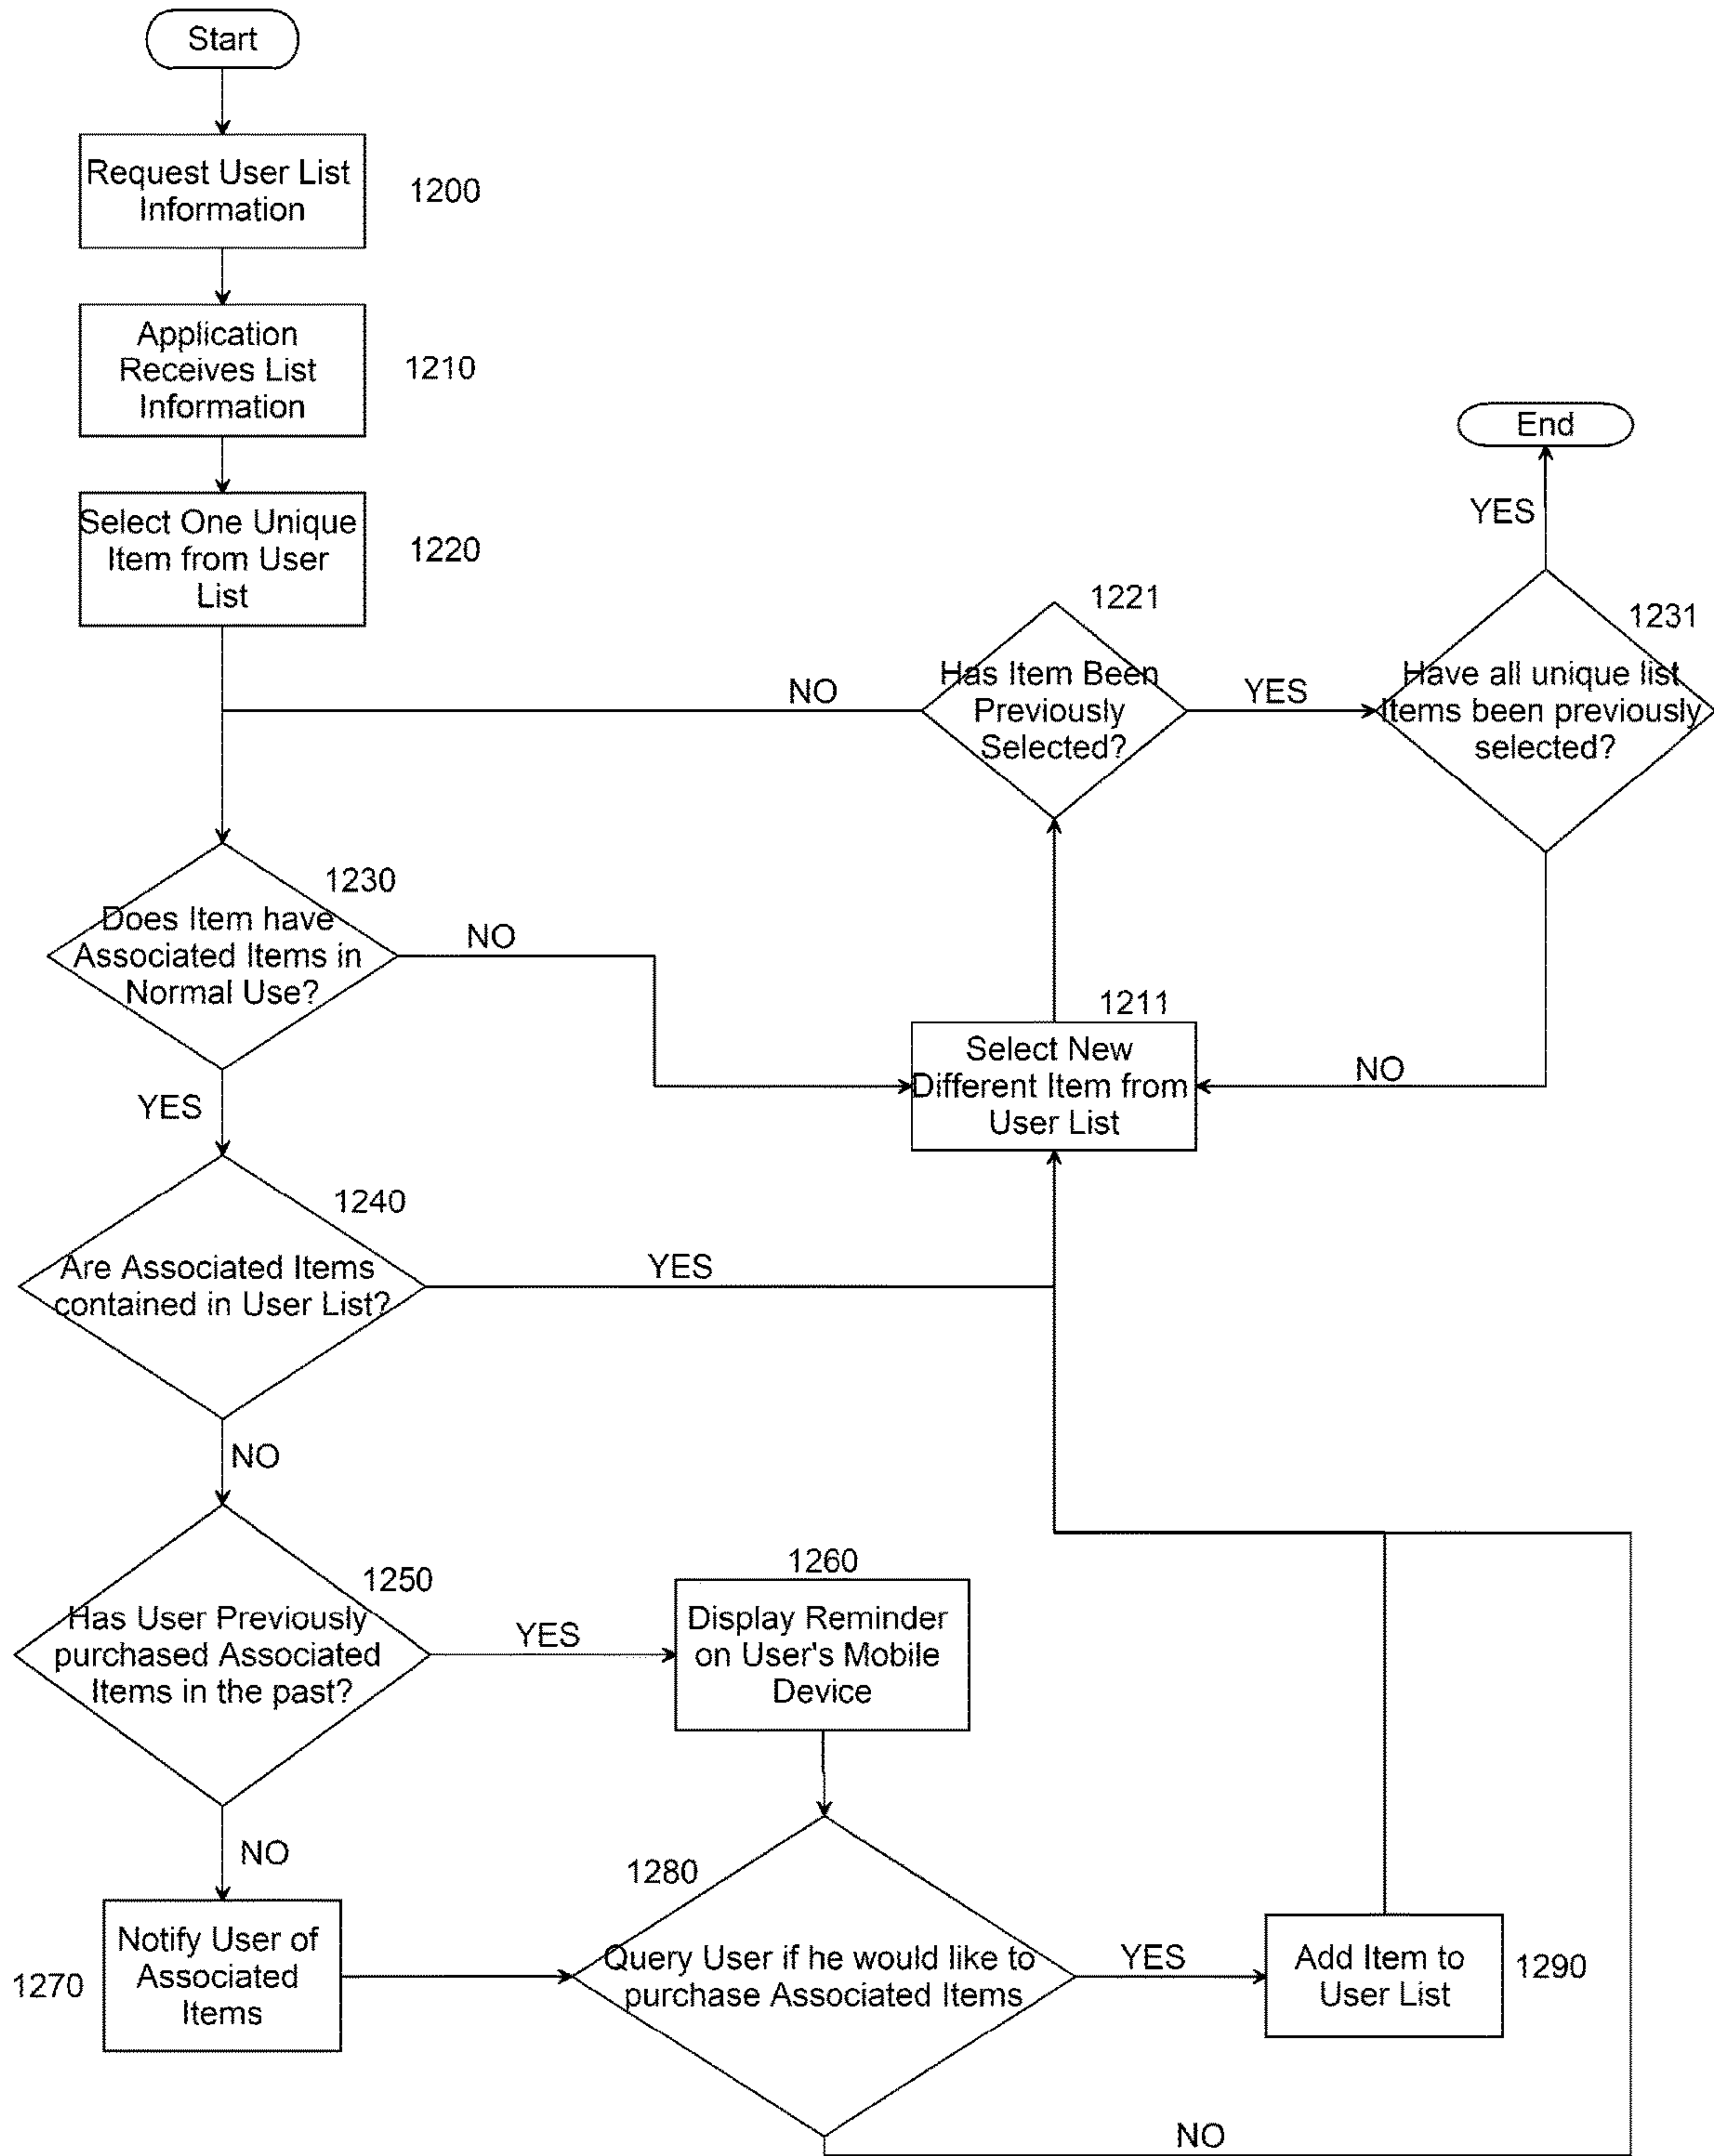 Start
Request User List
Information
1200
Application
Receives List
Information
1210
End
Select One Unique
Item from User
List
1220
YES
1221
Has Item Been
Previously
Selected?
NO
YES
1231
Have all unique list
Items been previously
selected?
1230
Does Item have
Associated Items in
Normal Use?
NO
1211
Select New
Different Item from
User List
NO
YES
1240
Are Associated Items
contained in User List?
YES
NO
1250
Has User Previously
purchased Associated
Items in the past?
YES
1260
Display Reminder
on User's Mobile
Device
NO
1270
Notify User of
Associated
Items
1280
Query User if he would like to
purchase Associated Items
YES
Add Item to
User List
1290
NO